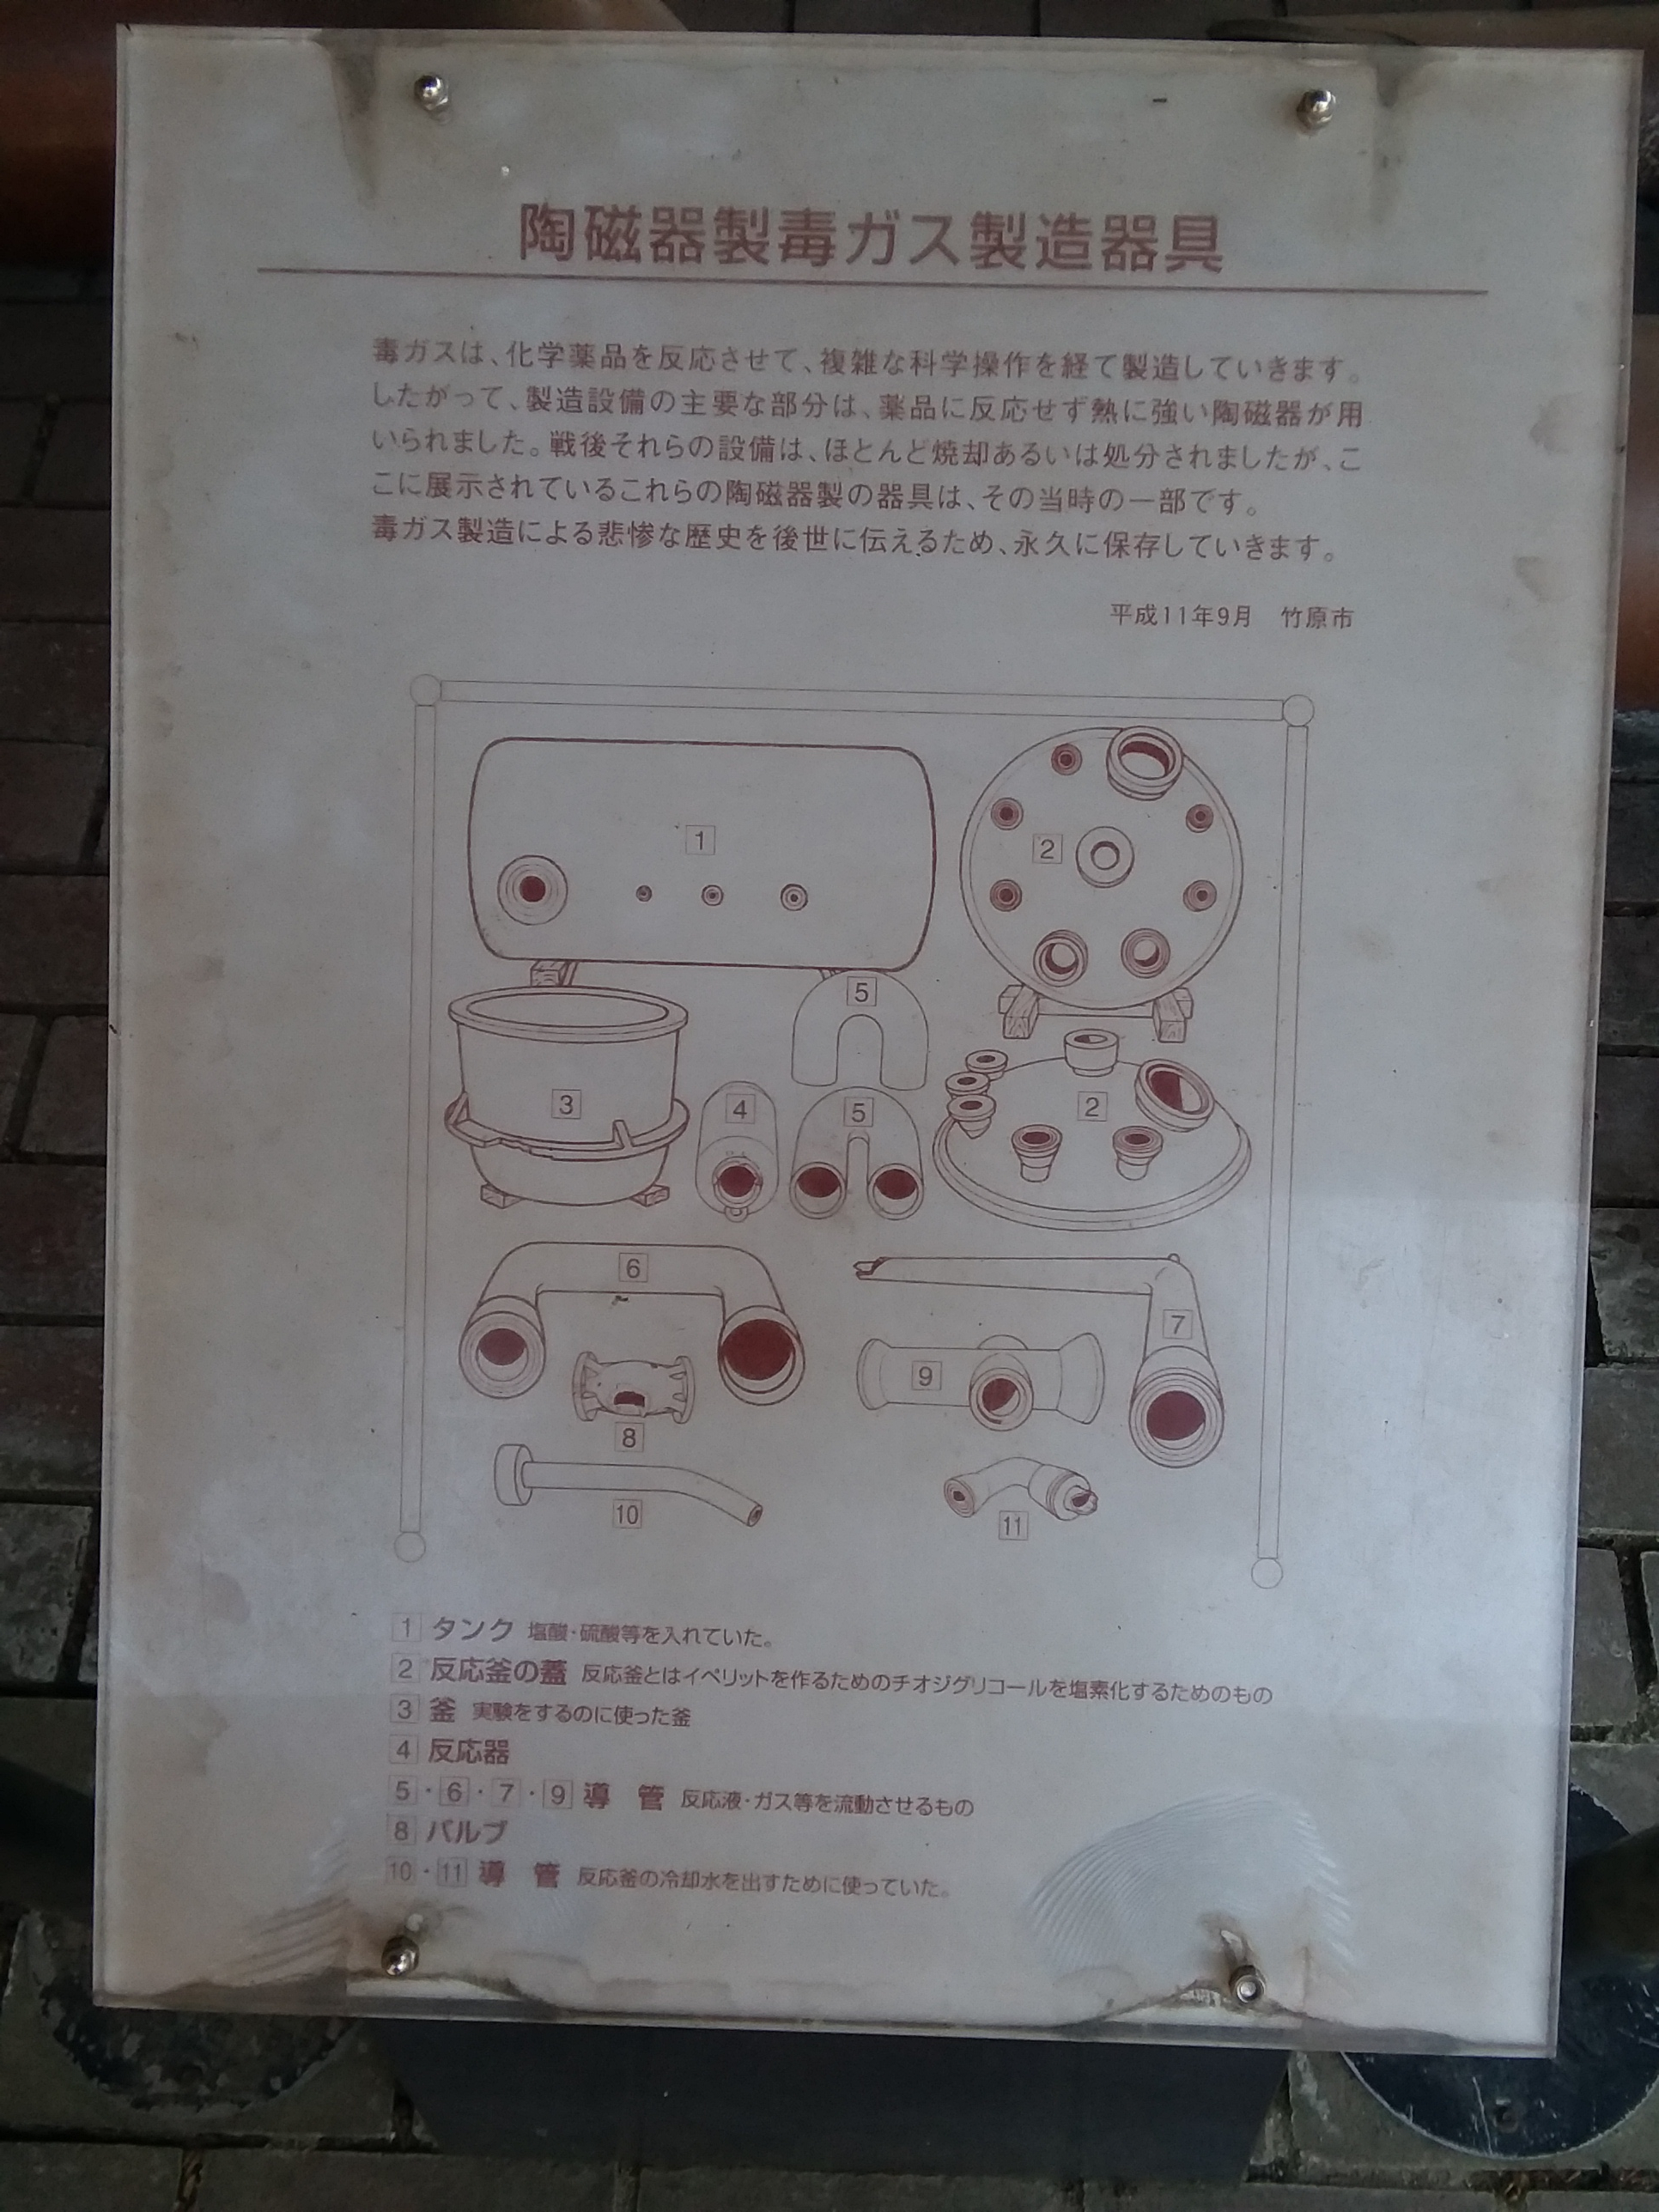 陶磁器製毒ガス製造器具
毒ガスは、化学薬品を反応させて、複雑な科学操作を経て製造していきます。
したがって、製造設備の主要な部分は、薬品に反応せず熱に強い陶磁器が用
いられました。戦後それらの設備は、ほとんど焼却あるいは処分されましたが、こ
こに展示されているこれらの陶磁器製の器具は、その当時の一部です。
毒ガス製造による悲惨な歴史を後世に伝えるため、永久に保存していきます。
平成11年9月　竹原市
1
2
5
3
4
5
2
6
7
9
8
10
11
1 タンク 塩酸・硫酸等を入れていた。
2 反応釜の蓋 反応釜とはイペリットを作るためのチオジグリコールを塩素化するためのもの
3 釜 実験をするのに使った釜
4 反応器
5・6・7・9 導　管 反応液・ガス等を流動させるもの
8 バルブ
10・11 導　管 反応釜の冷却水を出すために使っていた。